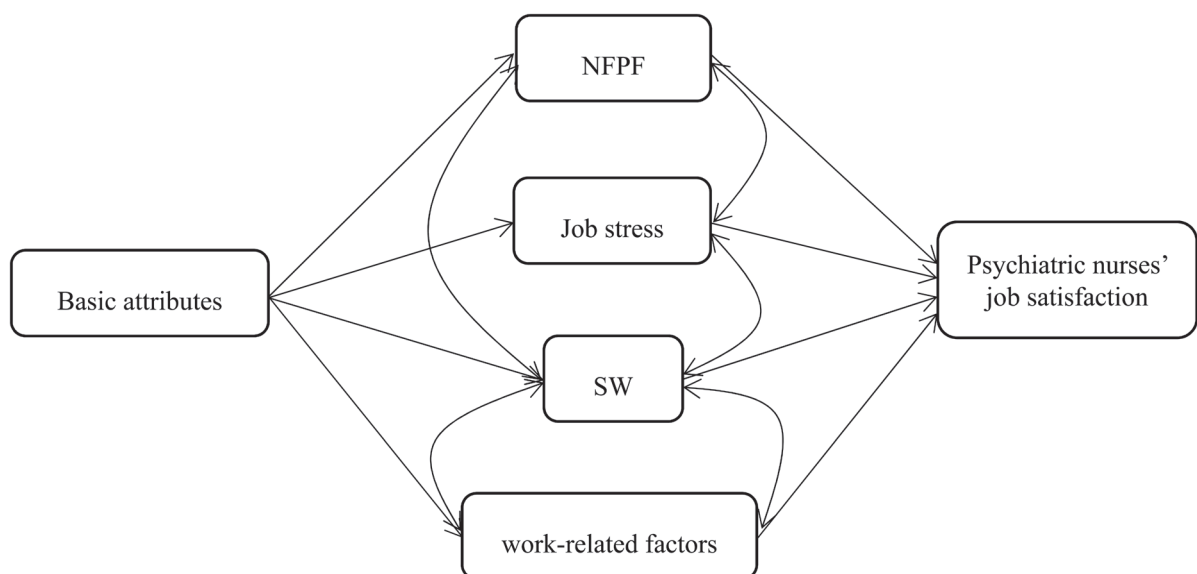 NFPF
Job stress
Basic attributes
Psychiatric nurses’
job satisfaction
SW
work-related factors